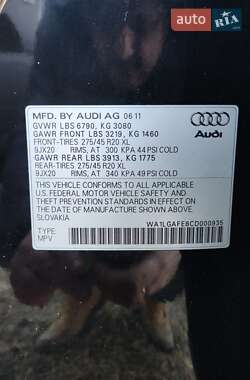 AUTO.RIA.com
MFD. BY AUDI AG 06 11
GVWR LBS 6790, KG 3080
GAWR FRONT LBS 3219, KG 1460
FRONT-TIRES 275/45 R20 XL
9JX20 RIMS, AT 300 KPA 44 PSI COLD
GAWR REAR LBS 3913, KG 1775
REAR-TIRES 275/45 R20 XL
9JX20 RIMS, AT 340 KPA 49 PSI COLD
Audi
THIS VEHICLE CONFORMS TO ALL APPLICABLE
U.S. FEDERAL MOTOR VEHICLE SAFETY AND
THEFT PREVENTION STANDARDS IN EFFECT ON
THE DATE OF MANUFACTURE SHOWN ABOVE.
SLOVAKIA
TYPE WA1LGAFE8CD000935
MPV